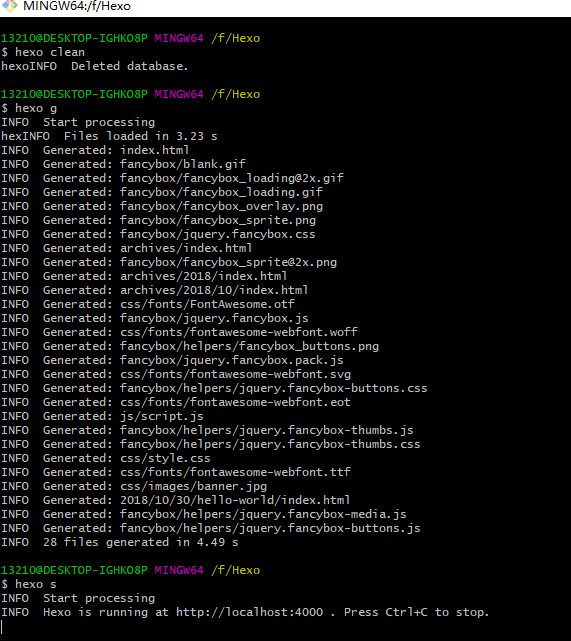 MINGW64:/f/Hexo
13210@DESKTOP-IGHKO8P MINGW64 /f/Hexo
$ hexo clean
hexoINFO  Deleted database.
13210@DESKTOP-IGHKO8P MINGW64 /f/Hexo
$ hexo g
INFO  Start processing
hexINFO  Files loaded in 3.23 s
INFO  Generated: index.html
INFO  Generated: fancybox/blank.gif
INFO  Generated: fancybox/fancybox_loading@2x.gif
INFO  Generated: fancybox/fancybox_loading.gif
INFO  Generated: fancybox/fancybox_overlay.png
INFO  Generated: fancybox/fancybox_sprite.png
INFO  Generated: fancybox/jquery.fancybox.css
INFO  Generated: archives/index.html
INFO  Generated: fancybox/fancybox_sprite@2x.png
INFO  Generated: archives/2018/index.html
INFO  Generated: archives/2018/10/index.html
INFO  Generated: css/fonts/FontAwesome.otf
INFO  Generated: fancybox/jquery.fancybox.js
INFO  Generated: css/fonts/fontawesome-webfont.woff
INFO  Generated: fancybox/helpers/fancybox_buttons.png
INFO  Generated: fancybox/jquery.fancybox.pack.js
INFO  Generated: css/fonts/fontawesome-webfont.svg
INFO  Generated: fancybox/helpers/jquery.fancybox-buttons.css
INFO  Generated: css/fonts/fontawesome-webfont.eot
INFO  Generated: js/script.js
INFO  Generated: fancybox/helpers/jquery.fancybox-thumbs.js
INFO  Generated: fancybox/helpers/jquery.fancybox-thumbs.css
INFO  Generated: css/style.css
INFO  Generated: css/fonts/fontawesome-webfont.ttf
INFO  Generated: css/images/banner.jpg
INFO  Generated: 2018/10/30/hello-world/index.html
INFO  Generated: fancybox/helpers/jquery.fancybox-media.js
INFO  Generated: fancybox/helpers/jquery.fancybox-buttons.js
INFO  28 files generated in 4.49 s
13210@DESKTOP-IGHKO8P MINGW64 /f/Hexo
$ hexo s
INFO  Start processing
INFO  Hexo is running at http://localhost:4000 . Press Ctrl+C to stop.